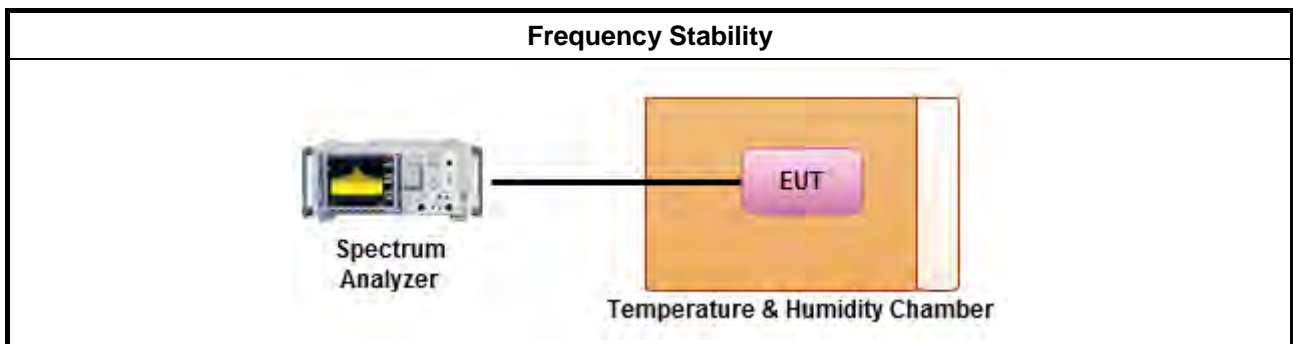 Frequency Stability
EUT
Spectrum
Analyzer
Temperature & Humidity Chamber